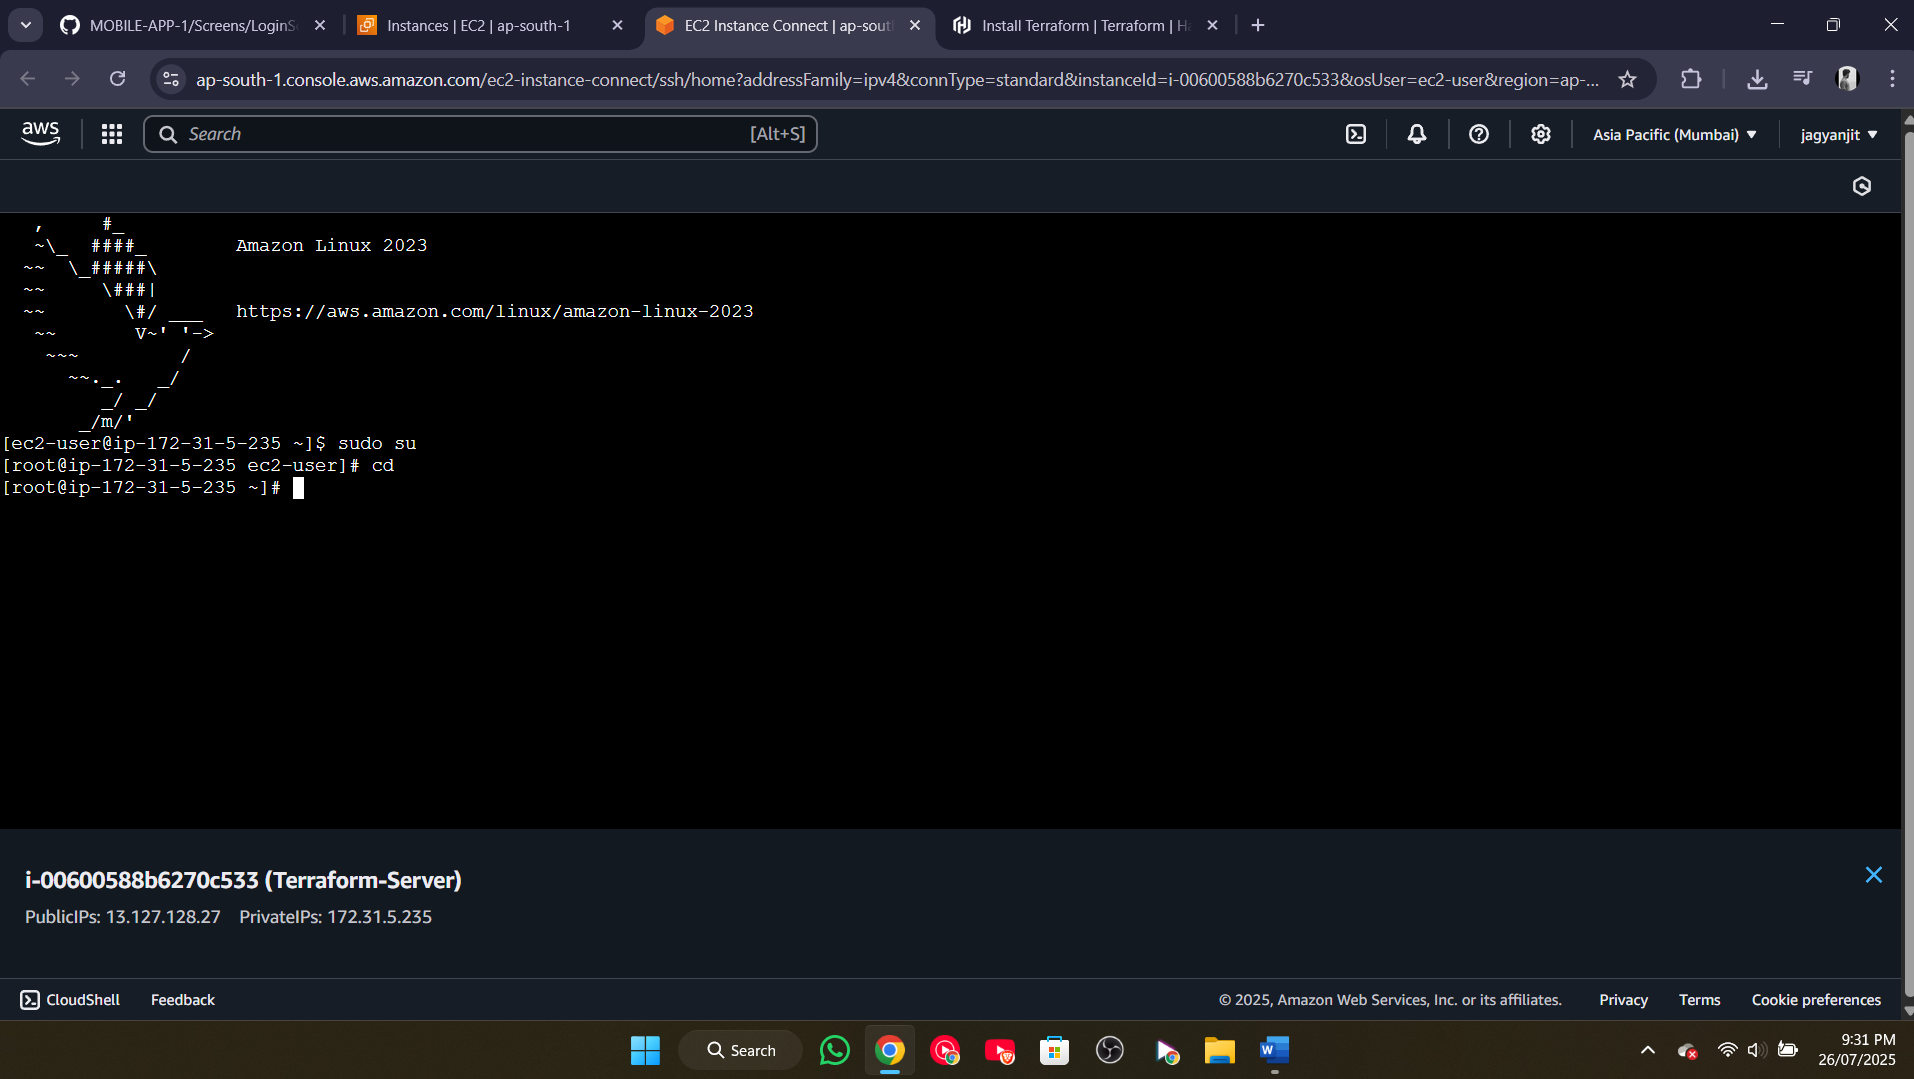 MOBILE-APP-1/Screens/LoginSc
Instances | EC2 | ap-south-1
EC2 Instance Connect | ap-sout
Install Terraform | Terraform | Ha
ap-south-1.console.aws.amazon.com/ec2-instance-connect/ssh/home?addressFamily=ipv4&connType=standard&instanceId=i-00600588b6270c533&osUser=ec2-user&region=ap-...
aws
Search
[Alt+S]
Asia Pacific (Mumbai)
jagyanjit
   ,     #_
   ~\_  ####_        Amazon Linux 2023
  ~~  \_#####\
  ~~     \###|
  ~~       \#/ ___   https://aws.amazon.com/linux/amazon-linux-2023
   ~~       V~' '->
    ~~~         /
      ~~._.   _/
         _/ _/
       _/m/'
[ec2-user@ip-172-31-5-235 ~]$ sudo su
[root@ip-172-31-5-235 ec2-user]# cd
[root@ip-172-31-5-235 ~]#
i-00600588b6270c533 (Terraform-Server)
PublicIPs: 13.127.128.27 PrivateIPs: 172.31.5.235
CloudShell
Feedback
© 2025, Amazon Web Services, Inc. or its affiliates.
Privacy
Terms
Cookie preferences
Search
W
9:31 PM
26/07/2025